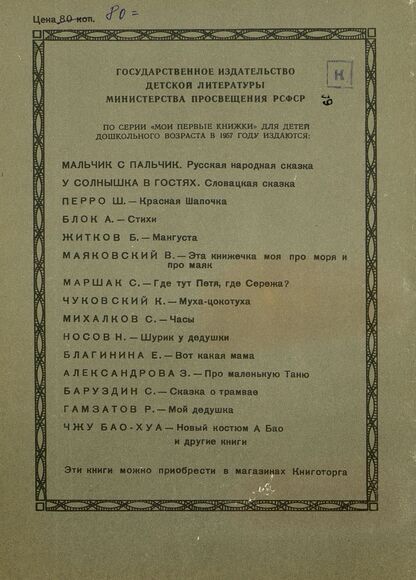 Цена 80 коп. 80=
ГОСУДАРСТВЕННОЕ ИЗДАТЕЛЬСТВО
ДЕТСКОЙ ЛИТЕРАТУРЫ
МИНИСТЕРСТВА ПРОСВЕЩЕНИЯ РСФСР
К
ПО СЕРИИ «МОИ ПЕРВЫЕ КНИЖКИ» ДЛЯ ДЕТЕЙ
ДОШКОЛЬНОГО ВОЗРАСТА В 1957 ГОДУ ИЗДАЮТСЯ:
МАЛЬЧИК С ПАЛЬЧИК. Русская народная сказка
У СОЛНЫШКА В ГОСТЯХ. Словацкая сказка
ПЕРРО Ш. — Красная Шапочка
БЛОК А. — Стихи
ЖИТКОВ Б. — Мангуста
МАЯКОВСКИЙ В. — Эта книжечка моя про моря и
про маяк
МАРШАК С. — Где тут Петя, где Сережа?
ЧУКОВСКИЙ К. — Муха-цокотуха
МИХАЛКОВ С. — Часы
НОСОВ Н. — Шурик у дедушки
БЛАГИНИНА Е. — Вот какая мама
АЛЕКСАНДРОВА З. — Про маленькую Таню
БАРУЗДИН С. — Сказка о трамвае
ГАМЗАТОВ Р. — Мой дедушка
ЧЖУ БАО-ХУА — Новый костюм А Бао
и другие книги
Эти книги можно приобрести в магазинах Книготорга